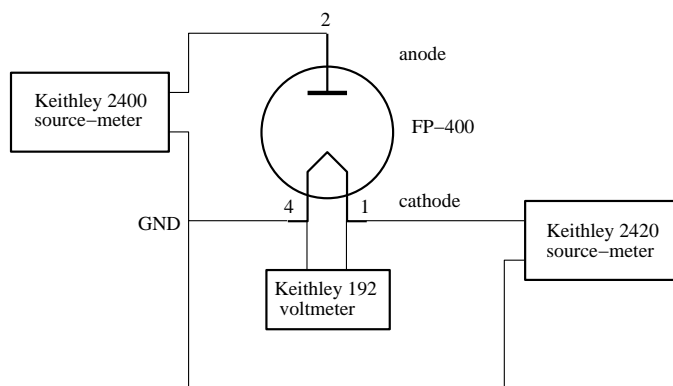 2
anode
Keithley 2400
source−meter
FP−400
4
1
cathode
GND
Keithley 2420
source−meter
Keithley 192
voltmeter